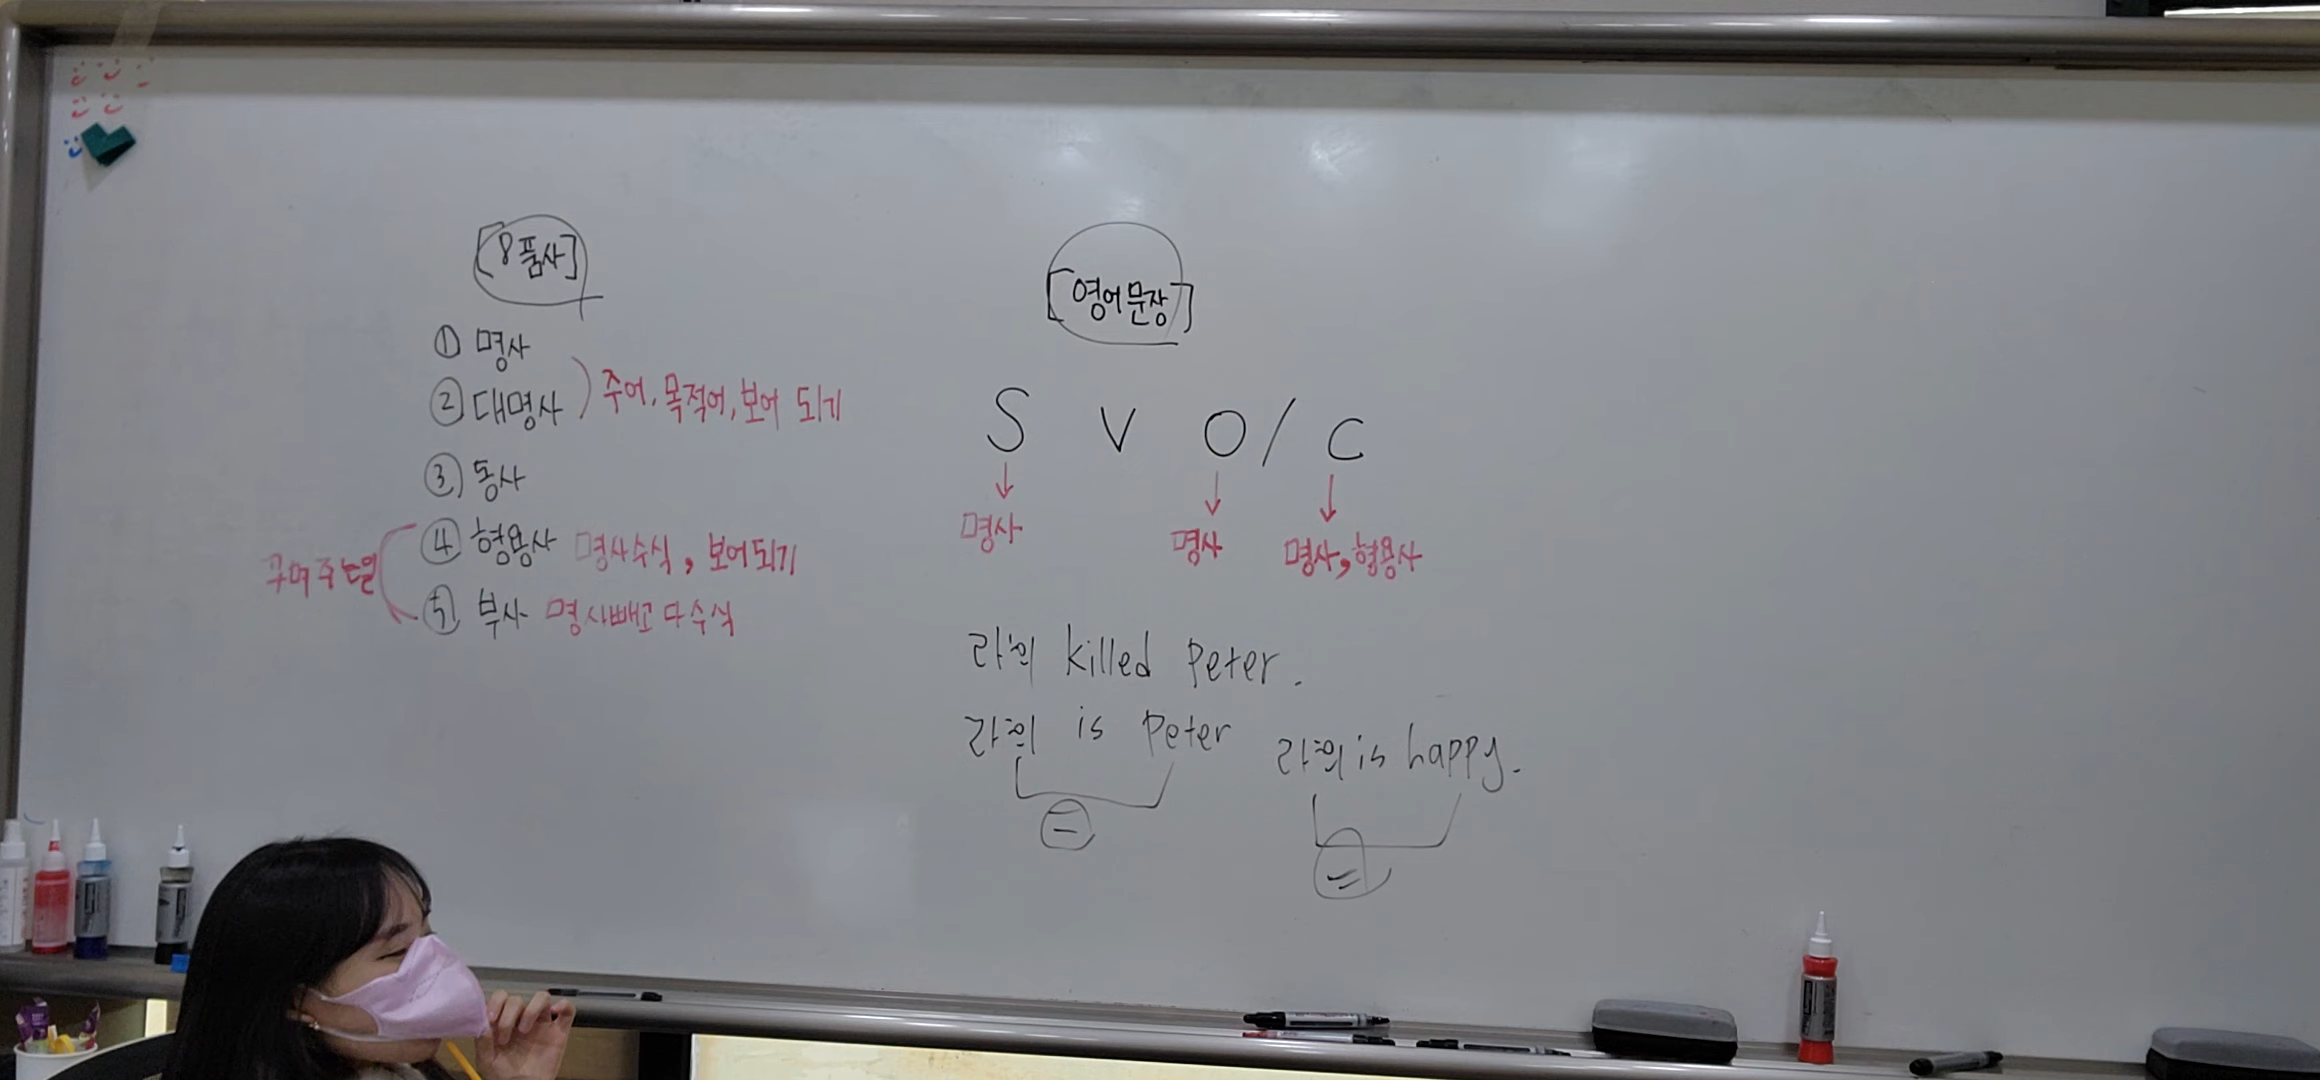 [8품사]
① 명사
② 대명사
주어, 목적어, 보어 되기
③ 동사
꾸며주는일
④ 형용사 명사수식, 보어되기
⑤ 부사 명사빼고 다 수식
[영어문장]
S V O / C
명사 명사 명사, 형용사
라희 killed Peter.
라희 is Peter
라희 is happy.
=
=